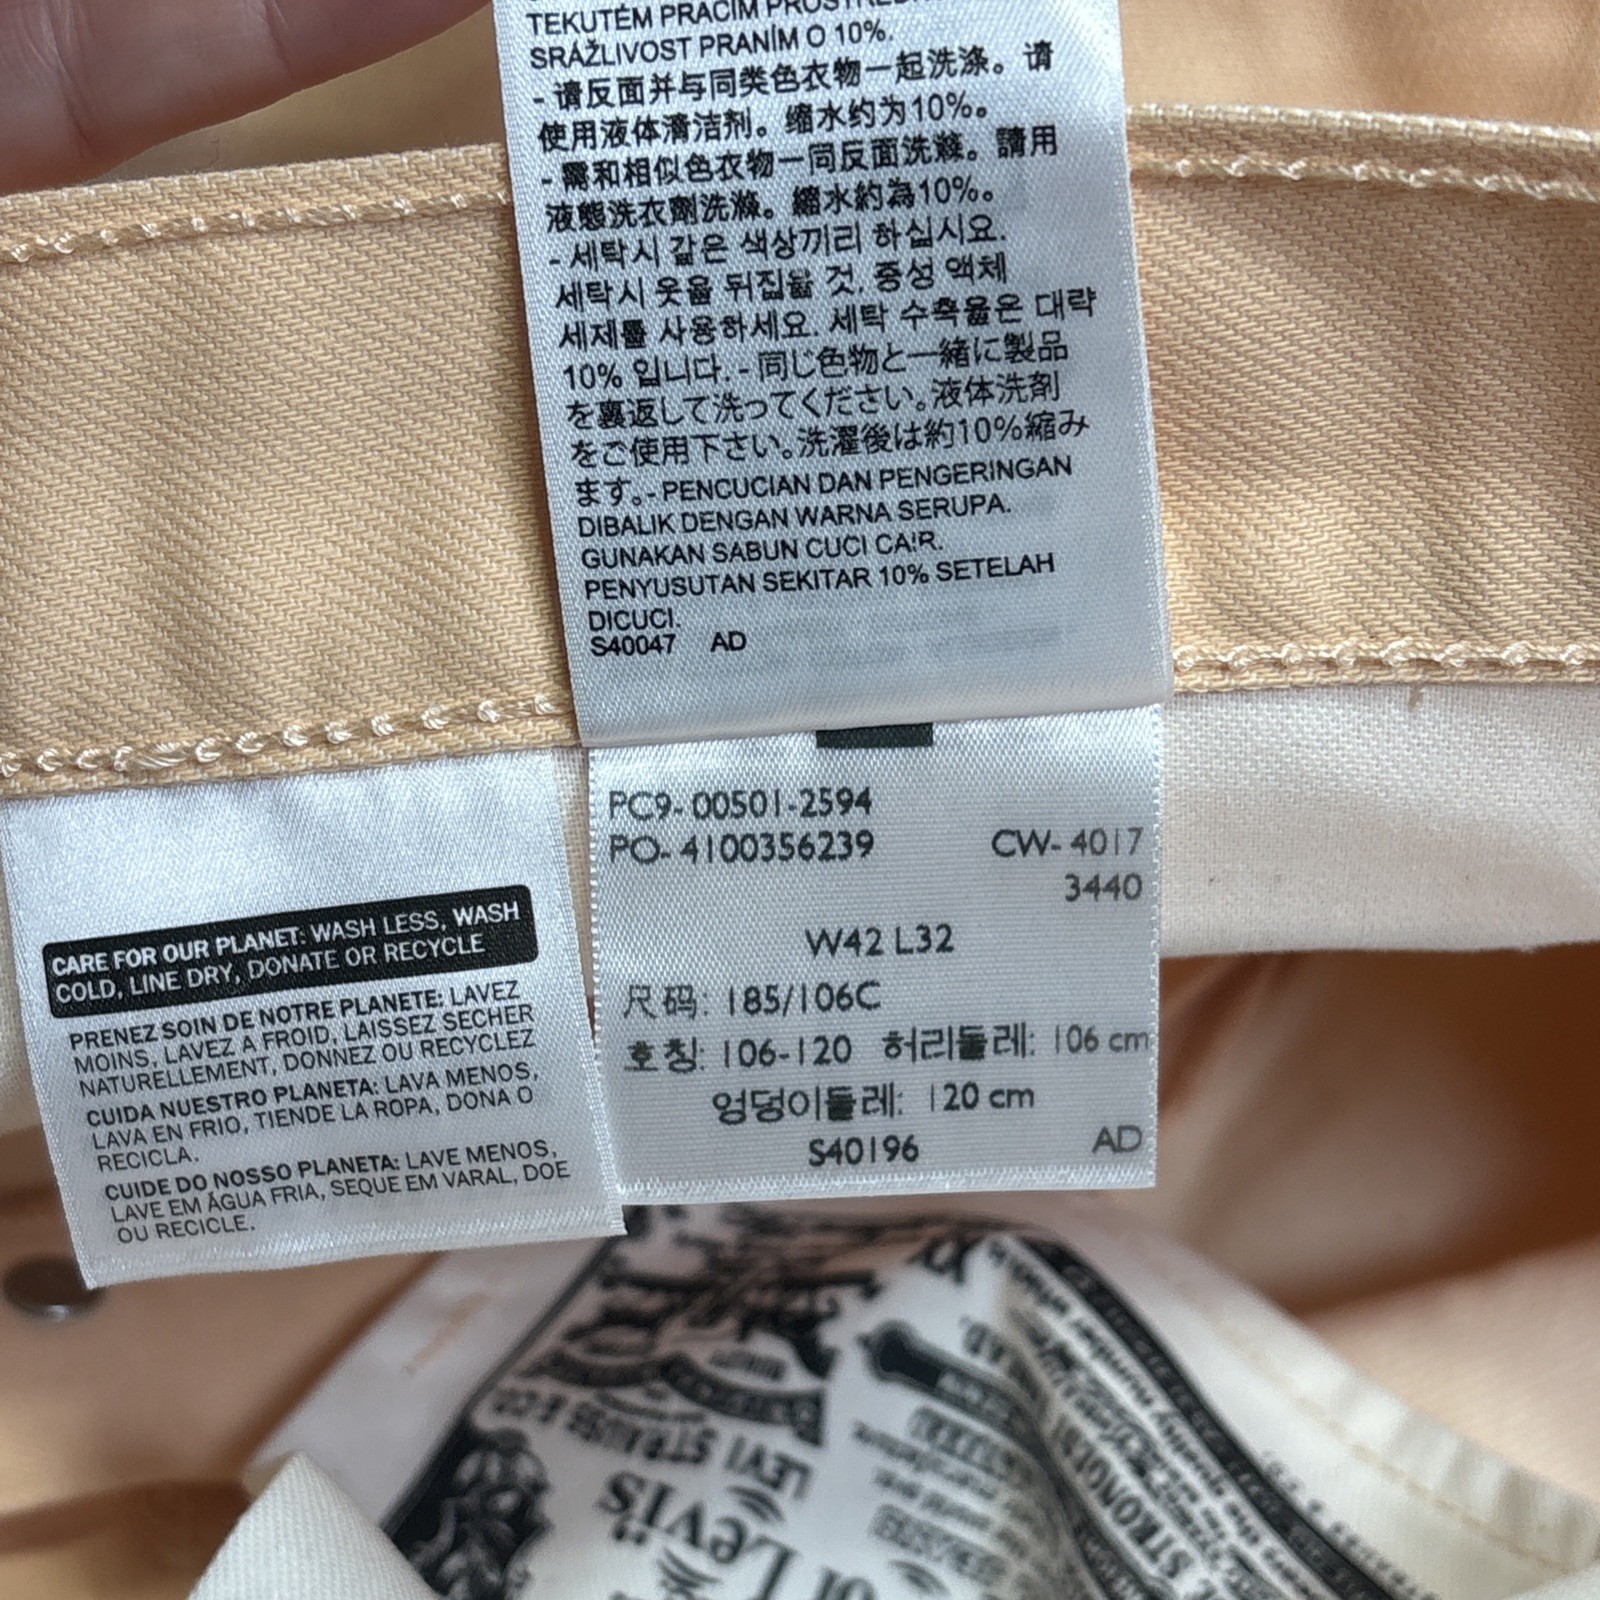 TEKUTÉM PRACÍM
SRÁŽLIVOST PRANÍM O 10%.
- 请反面并与同类色衣物一起洗涤。请
使用液体清洁剂。缩水约为10%。
- 需和相似色衣物一同反面洗滌。請用
液態洗衣劑洗滌。縮水約為10%。
- 세탁시 같은 색상끼리 하십시요.
세탁시 옷을 뒤집을 것. 중성 액체
세제를 사용하세요. 세탁 수축율은 대략
10% 입니다. - 同じ色物と一緒に製品
を裏返して洗ってください。液体洗剤
をご使用下さい。洗濯後は約10%縮み
ます。- PENCUCIAN DAN PENGERINGAN
DIBALIK DENGAN WARNA SERUPA.
GUNAKAN SABUN CUCI CAIR.
PENYUSUTAN SEKITAR 10% SETELAH
DICUCI.
S40047 AD
PC9- 00501-2594
PO- 4100356239 CW- 4017
3440
W42 L32
尺码: 185/106C
호칭: 106-120 허리둘레: 106 cm
엉덩이둘레: 120 cm
S40196 AD
CARE FOR OUR PLANET: WASH LESS, WASH
COLD, LINE DRY, DONATE OR RECYCLE
PRENEZ SOIN DE NOTRE PLANETE: LAVEZ
MOINS, LAVEZ A FROID, LAISSEZ SECHER
NATURELLEMENT, DONNEZ OU RECYCLEZ
CUIDA NUESTRO PLANETA: LAVA MENOS,
LAVA EN FRIO, TIENDE LA ROPA, DONA O
RECICLA.
CUIDE DO NOSSO PLANETA: LAVE MENOS,
LAVE EM ÁGUA FRIA, SEQUE EM VARAL, DOE
OU RECICLE.
LEVI STRAUSS & CO
LEVI
"LEVI'S"
of Levi